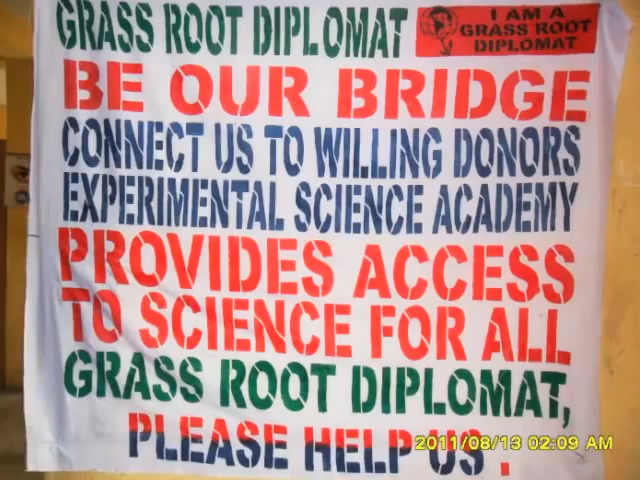 GRASS ROOT DIPLOMAT
I AM A
GRASS ROOT
DIPLOMAT
BE OUR BRIDGE
CONNECT US TO WILLING DONORS
EXPERIMENTAL SCIENCE ACADEMY
PROVIDES ACCESS
TO SCIENCE FOR ALL
GRASS ROOT DIPLOMAT,
PLEASE HELP US .
2011/08/13 02:09 AM